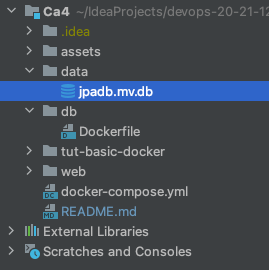 Ca4 ~/IdeaProjects/devops-20-21-12
.idea
assets
data
jpadb.mv.db
db
Dockerfile
tut-basic-docker
web
docker-compose.yml
README.md
External Libraries
Scratches and Consoles